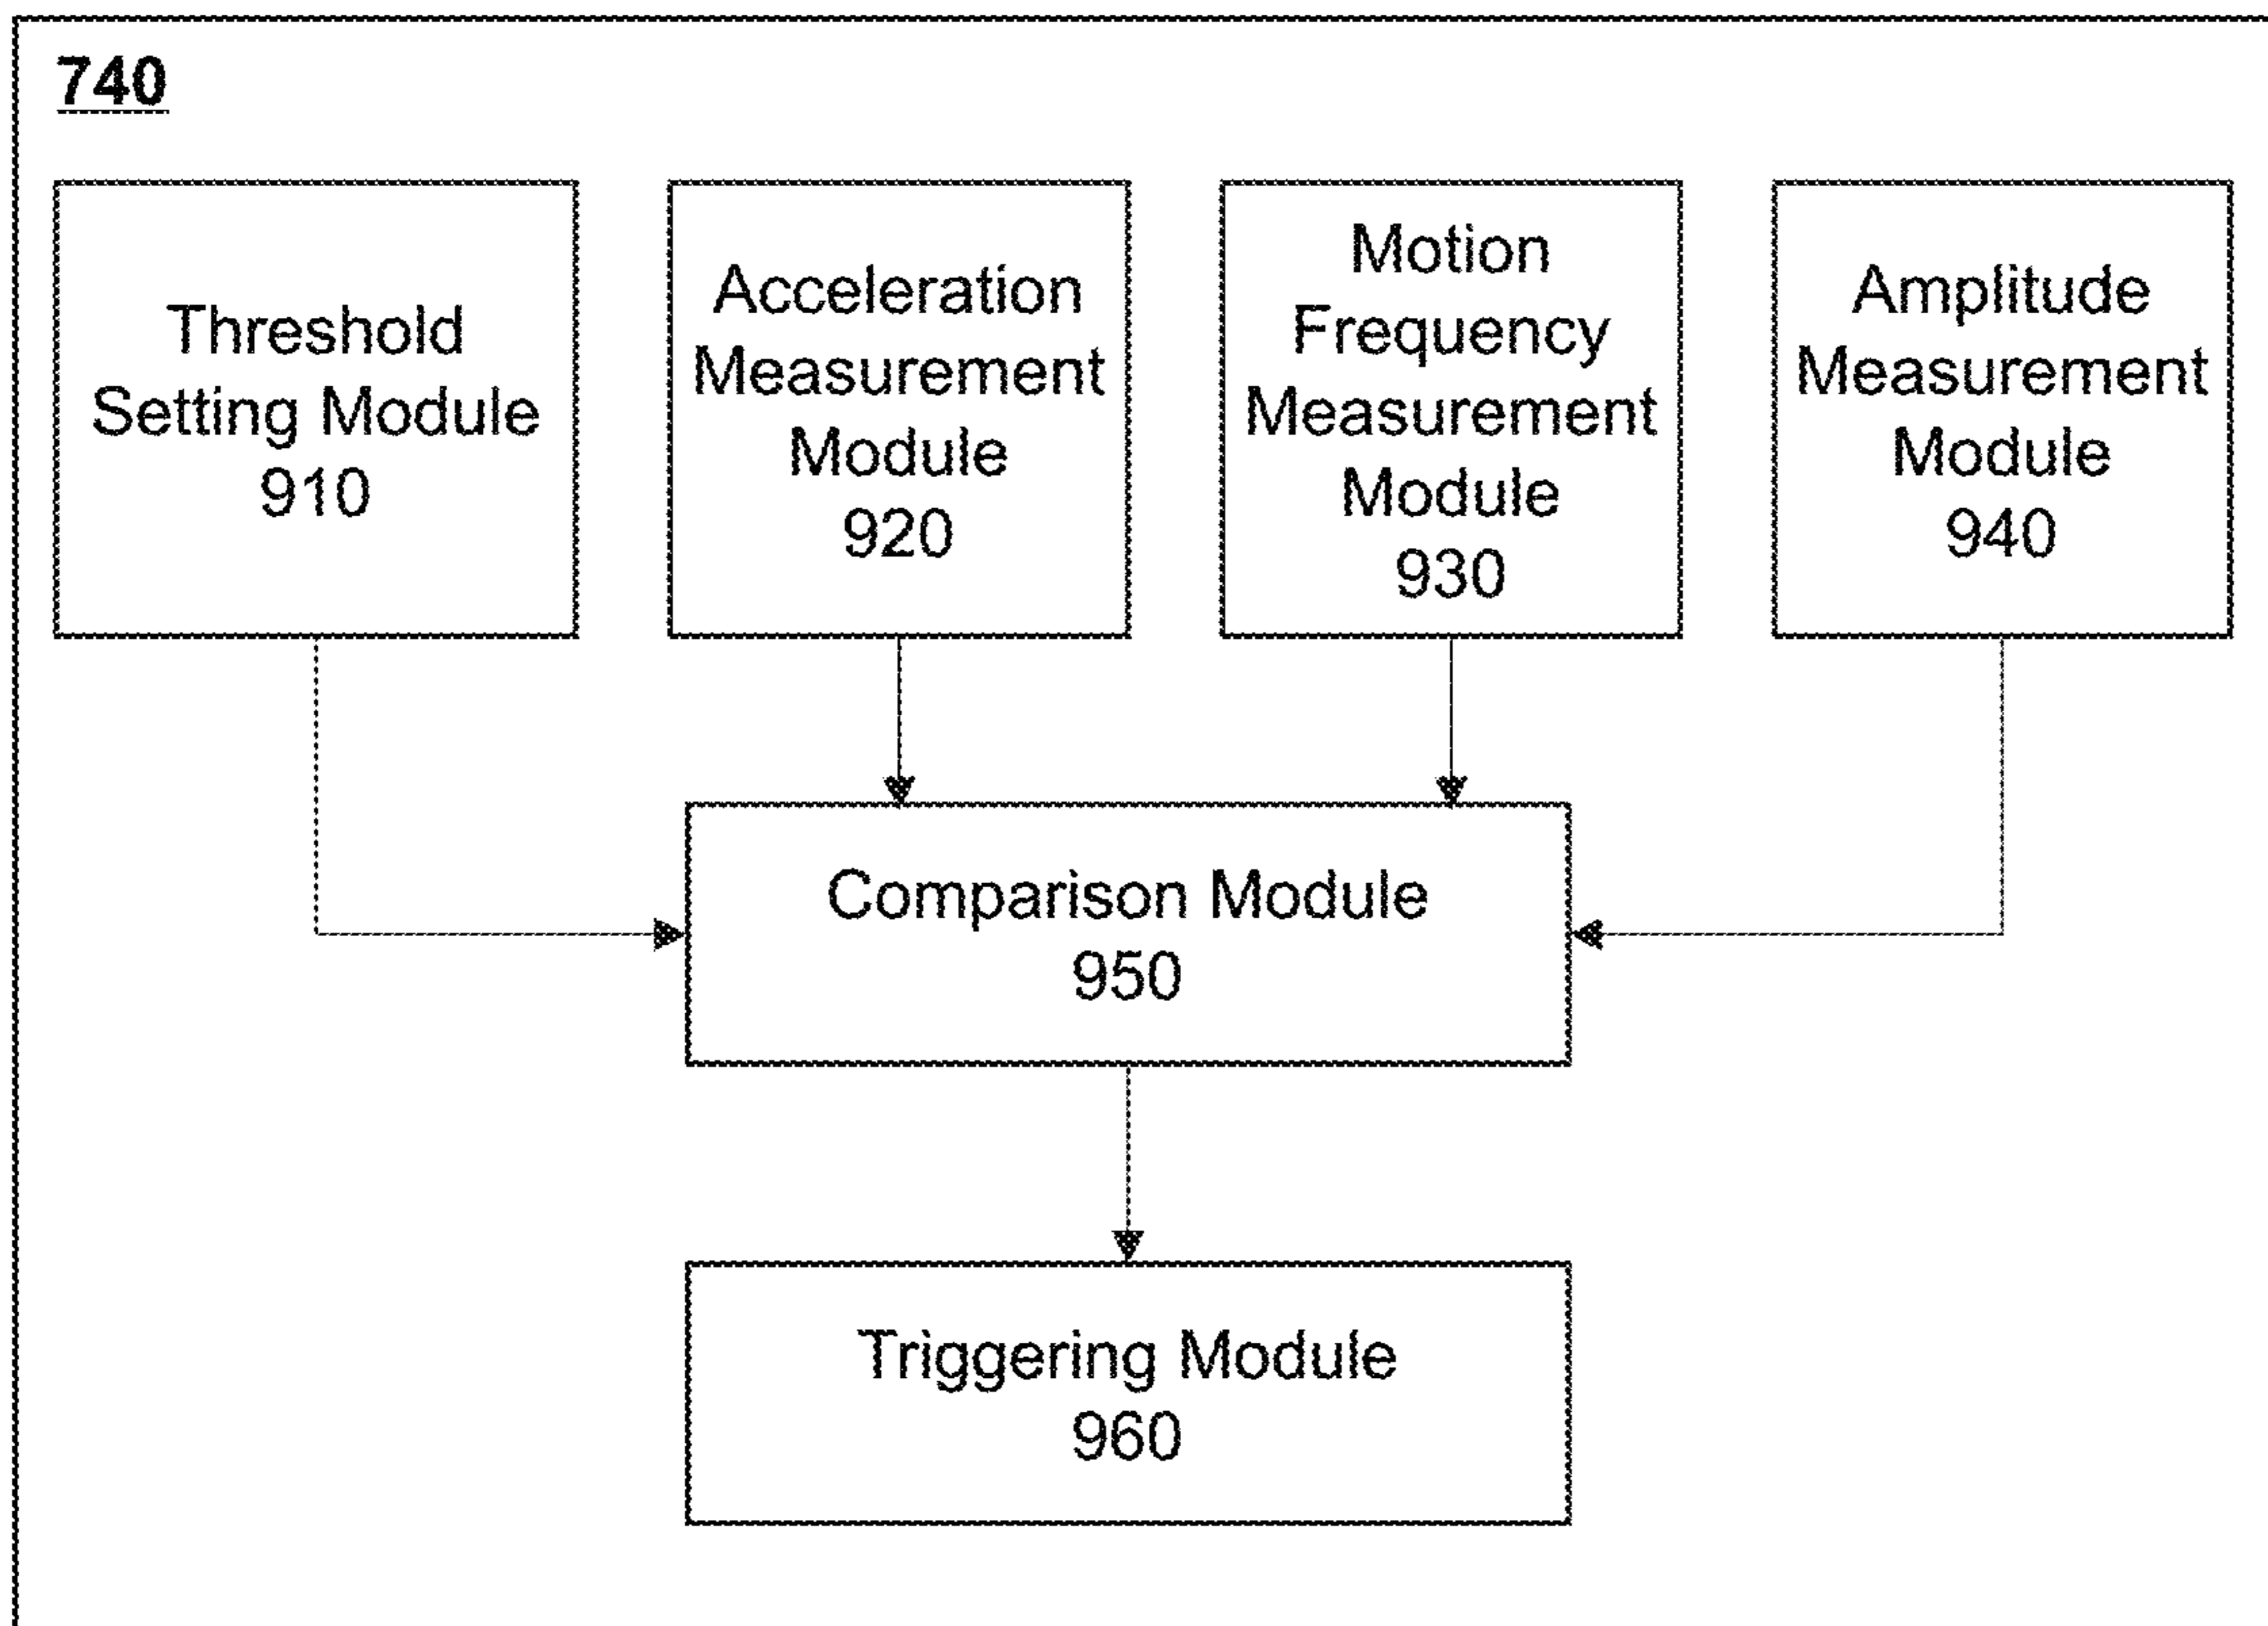 740
Threshold
Setting Module
910
Acceleration
Measurement
Module
920
Motion
Frequency
Measurement
Module
930
Amplitude
Measurement
Module
940
Comparison Module
950
Triggering Module
960